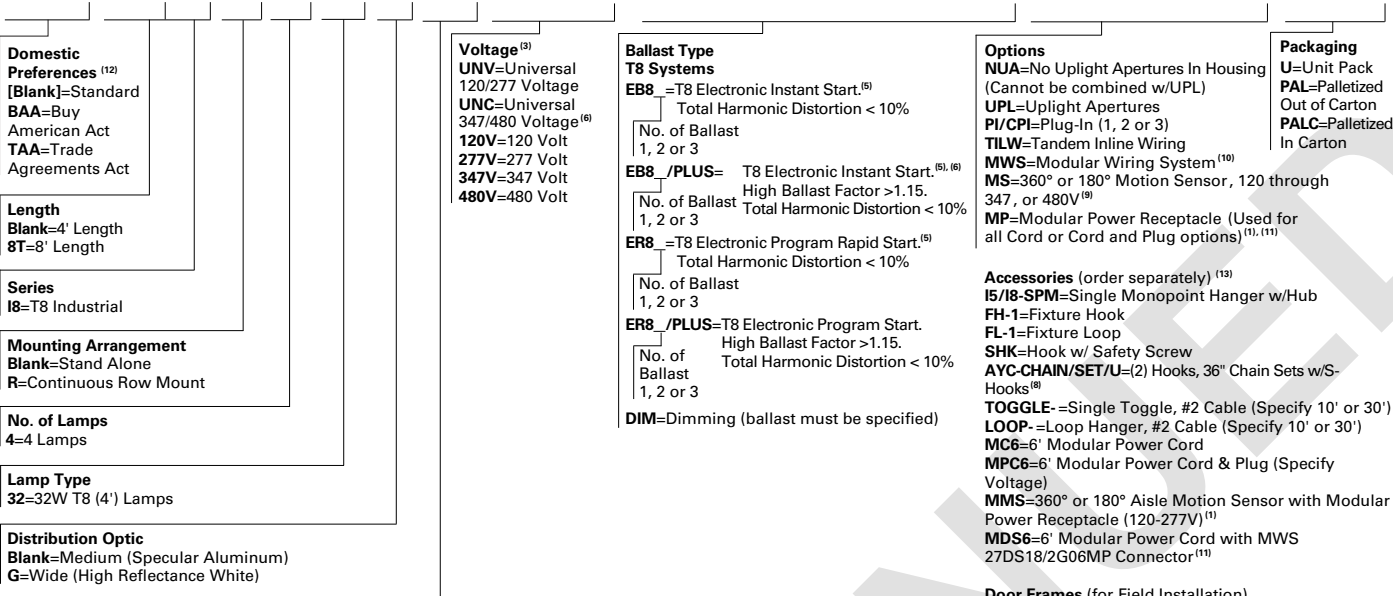 Domestic
Preferences (12)
[Blank]=Standard
BAA=Buy
American Act
TAA=Trade
Agreements Act
Length
Blank=4' Length
8T=8' Length
Series
I8=T8 Industrial
Mounting Arrangement
Blank=Stand Alone
R=Continuous Row Mount
No. of Lamps
4=4 Lamps
Lamp Type
32=32W T8 (4') Lamps
Distribution Optic
Blank=Medium (Specular Aluminum)
G=Wide (High Reflectance White)
Voltage (3)
UNV=Universal
120/277 Voltage
UNC=Universal
347/480 Voltage (6)
120V=120 Volt
277V=277 Volt
347V=347 Volt
480V=480 Volt
Ballast Type
T8 Systems
EB8_=T8 Electronic Instant Start.(5)
Total Harmonic Distortion < 10%
No. of Ballast
1, 2 or 3
EB8_/PLUS= T8 Electronic Instant Start.(5), (6)
High Ballast Factor >1.15.
No. of Ballast Total Harmonic Distortion < 10%
1, 2 or 3
ER8_=T8 Electronic Program Rapid Start.(5)
Total Harmonic Distortion < 10%
No. of Ballast
1, 2 or 3
ER8_/PLUS=T8 Electronic Program Start.
High Ballast Factor >1.15.
No. of Total Harmonic Distortion < 10%
Ballast
1, 2 or 3
DIM=Dimming (ballast must be specified)
Options
NUA=No Uplight Apertures In Housing
(Cannot be combined w/UPL)
UPL=Uplight Apertures
PI/CPI=Plug-In (1, 2 or 3)
TILW=Tandem Inline Wiring
MWS=Modular Wiring System (10)
MS=360° or 180° Motion Sensor, 120 through
347, or 480V (9)
MP=Modular Power Receptacle (Used for
all Cord or Cord and Plug options) (1), (11)
Accessories (order separately) (13)
I5/I8-SPM=Single Monopoint Hanger w/Hub
FH-1=Fixture Hook
FL-1=Fixture Loop
SHK=Hook w/ Safety Screw
AYC-CHAIN/SET/U=(2) Hooks, 36" Chain Sets w/S-
Hooks (8)
TOGGLE- =Single Toggle, #2 Cable (Specify 10' or 30')
LOOP- =Loop Hanger, #2 Cable (Specify 10' or 30')
MC6=6' Modular Power Cord
MPC6=6' Modular Power Cord & Plug (Specify
Voltage)
MMS=360° or 180° Aisle Motion Sensor with Modular
Power Receptacle (120-277V) (1)
MDS6=6' Modular Power Cord with MWS
27DS18/2G06MP Connector (11)
Door Frames (for Field Installation)
Packaging
U=Unit Pack
PAL=Palletized
Out of Carton
PALC=Palletized
In Carton